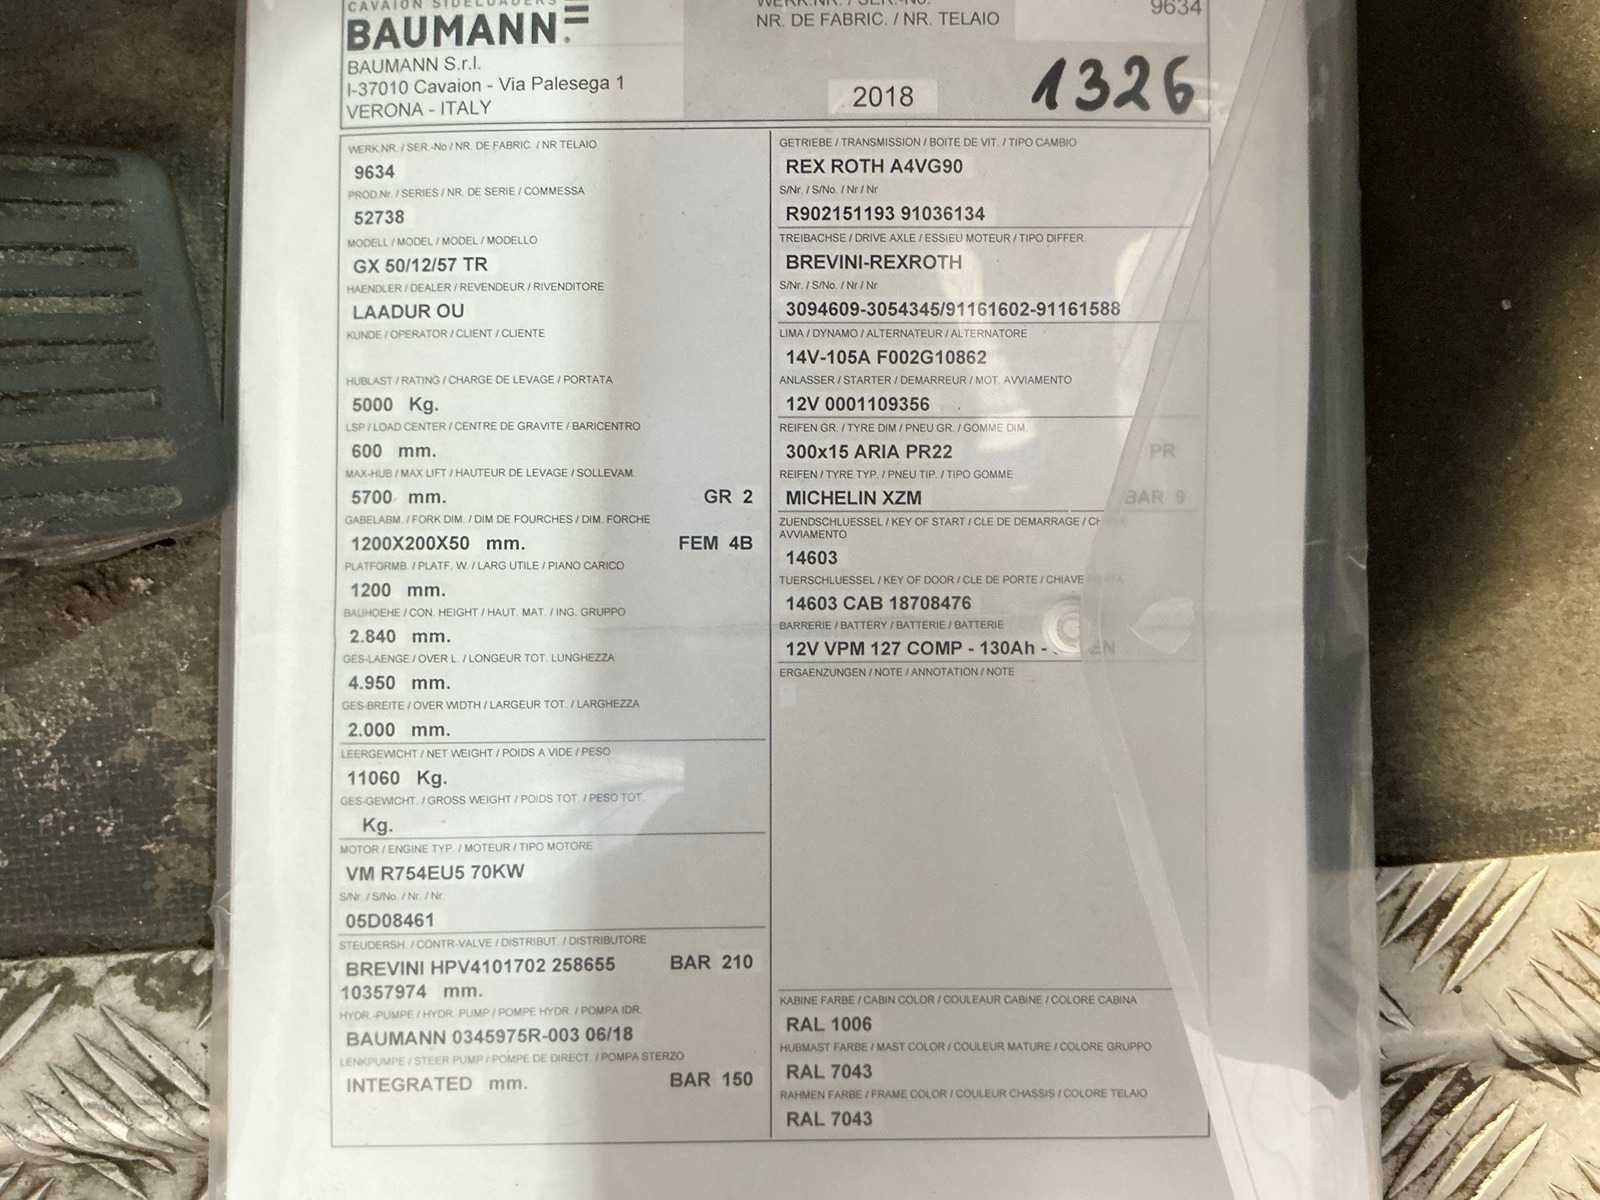 CAVAION SIDELOADERS
BAUMANN
BAUMANN S.r.l.
I-37010 Cavaion - Via Palesega 1
VERONA - ITALY
WERK.NR. / SER.-No.
NR. DE FABRIC. / NR. TELAIO
9634
2018
1326
WERK.NR. / SER.-No / NR. DE FABRIC. / NR TELAIO
9634
PROD.Nr. / SERIES / NR. DE SERIE / COMMESSA
52738
MODELL / MODEL / MODEL / MODELLO
GX 50/12/57 TR
HAENDLER / DEALER / REVENDEUR / RIVENDITORE
LAADUR OU
KUNDE / OPERATOR / CLIENT / CLIENTE
HUBLAST / RATING / CHARGE DE LEVAGE / PORTATA
5000 Kg.
LSP / LOAD CENTER / CENTRE DE GRAVITE / BARICENTRO
600 mm.
MAX-HUB / MAX LIFT / HAUTEUR DE LEVAGE / SOLLEVAM.
5700 mm. GR 2
GABELABM. / FORK DIM. / DIM DE FOURCHES / DIM. FORCHE
1200X200X50 mm. FEM 4B
PLATFORMB. / PLATF. W. / LARG UTILE / PIANO CARICO
1200 mm.
BAUHOEHE / CON. HEIGHT / HAUT. MAT. / ING. GRUPPO
2.840 mm.
GES-LAENGE / OVER L. / LONGEUR TOT. LUNGHEZZA
4.950 mm.
GES-BREITE / OVER WIDTH / LARGEUR TOT. / LARGHEZZA
2.000 mm.
LEERGEWICHT / NET WEIGHT / POIDS A VIDE / PESO
11060 Kg.
GES-GEWICHT. / GROSS WEIGHT / POIDS TOT. / PESO TOT.
Kg.
MOTOR / ENGINE TYP. / MOTEUR / TIPO MOTORE
VM R754EU5 70KW
S/Nr. / S/No. / Nr. / Nr.
05D08461
STEUDERSH. / CONTR-VALVE / DISTRIBUT. / DISTRIBUTORE
BREVINI HPV4101702 258655 BAR 210
10357974 mm.
HYDR.-PUMPE / HYDR. PUMP / POMPE HYDR. / POMPA IDR.
BAUMANN 0345975R-003 06/18
LENKPUMPE / STEER PUMP / POMPE DE DIRECT. / POMPA STERZO
INTEGRATED mm. BAR 150
GETRIEBE / TRANSMISSION / BOITE DE VIT. / TIPO CAMBIO
REX ROTH A4VG90
S/Nr. / S/No. / Nr / Nr
R902151193 91036134
TREIBACHSE / DRIVE AXLE / ESSIEU MOTEUR / TIPO DIFFER.
BREVINI-REXROTH
S/Nr. / S/No. / Nr / Nr
3094609-3054345/91161602-91161588
LIMA / DYNAMO / ALTERNATEUR / ALTERNATORE
14V-105A F002G10862
ANLASSER / STARTER / DEMARREUR / MOT. AVVIAMENTO
12V 0001109356
REIFEN GR. / TYRE DIM / PNEU GR. / GOMME DIM.
300x15 ARIA PR22 PR
REIFEN / TYRE TYP. / PNEU TIP. / TIPO GOMME
MICHELIN XZM BAR 9
ZUENDSCHLUESSEL / KEY OF START / CLE DE DEMARRAGE /
AVVIAMENTO
14603
TUERSCHLUESSEL / KEY OF DOOR / CLE DE PORTE / CHIAVE
14603 CAB 18708476
BARRERIE / BATTERY / BATTERIE / BATTERIE
12V VPM 127 COMP - 130Ah -
ERGAENZUNGEN / NOTE / ANNOTATION / NOTE
KABINE FARBE / CABIN COLOR / COULEAUR CABINE / COLORE CABINA
RAL 1006
HUBMAST FARBE / MAST COLOR / COULEUR MATURE / COLORE GRUPPO
RAL 7043
RAHMEN FARBE / FRAME COLOR / COULEUR CHASSIS / COLORE TELAIO
RAL 7043